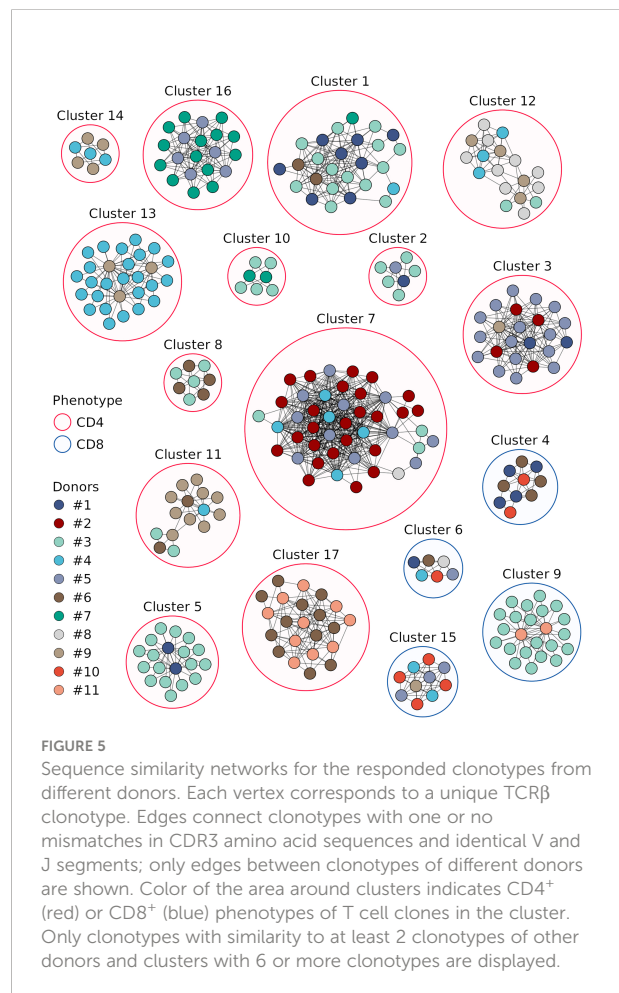 Cluster 1
Cluster 16
Cluster 12
Cluster 14
Cluster 13
Cluster 10
Cluster 2
Cluster 3
Cluster 7
Cluster 8
Phenotype
CD4
CD8
Cluster 4
Cluster 11
Donors
#1
#2
#3
#4
#5
#6
#7
#8
#9
#10
#11
Cluster 6
Cluster 17
Cluster 9
Cluster 5
Cluster 15
FIGURE 5
Sequence similarity networks for the responded clonotypes from
different donors. Each vertex corresponds to a unique TCRβ
clonotype. Edges connect clonotypes with one or no
mismatches in CDR3 amino acid sequences and identical V and
J segments; only edges between clonotypes of different donors
are shown. Color of the area around clusters indicates CD4⁺
(red) or CD8⁺ (blue) phenotypes of T cell clones in the cluster.
Only clonotypes with similarity to at least 2 clonotypes of other
donors and clusters with 6 or more clonotypes are displayed.